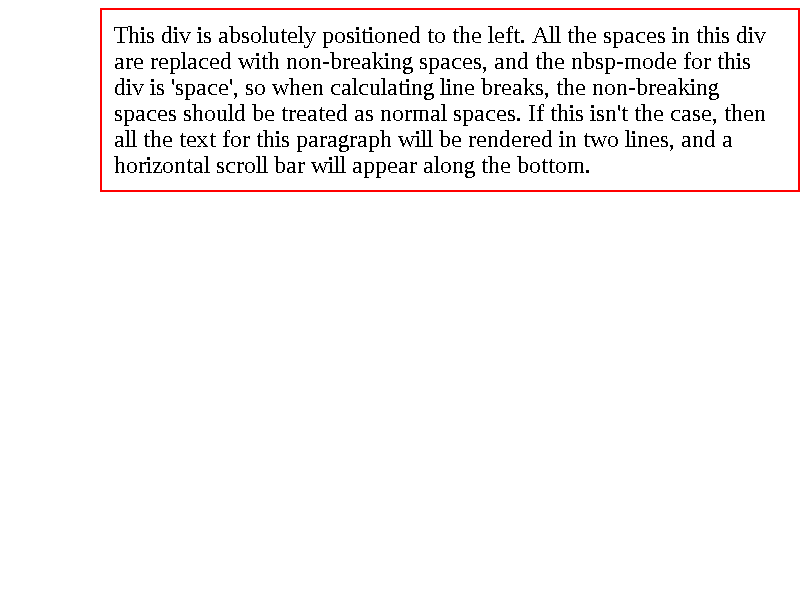 This div is absolutely positioned to the left. All the spaces in this div
are replaced with non-breaking spaces, and the nbsp-mode for this
div is 'space', so when calculating line breaks, the non-breaking
spaces should be treated as normal spaces. If this isn't the case, then
all the text for this paragraph will be rendered in two lines, and a
horizontal scroll bar will appear along the bottom.